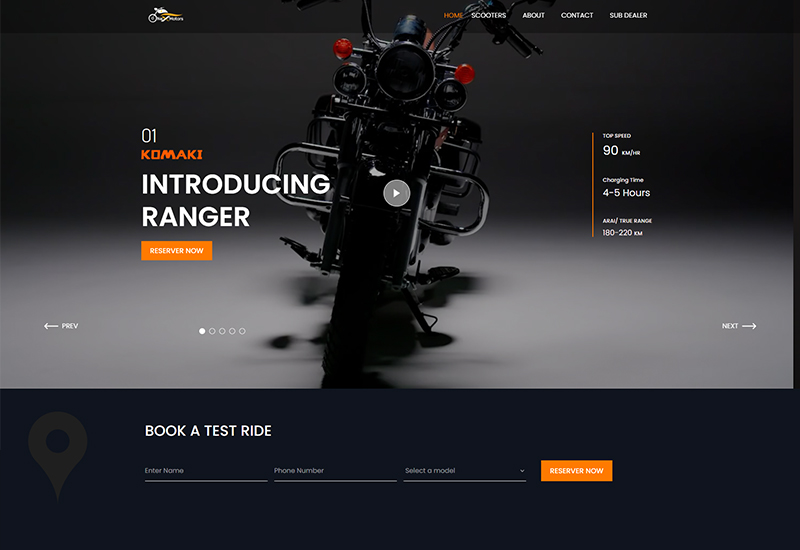 Motors
HOME SCOOTERS ABOUT CONTACT SUB DEALER
01
KOMAKI
INTRODUCING
RANGER
RESERVER NOW
TOP SPEED
90 KM/HR
Charging Time
4-5 Hours
ARAI/ TRUE RANGE
180-220 KM
PREV
NEXT
BOOK A TEST RIDE
Enter Name Phone Number Select a model RESERVER NOW